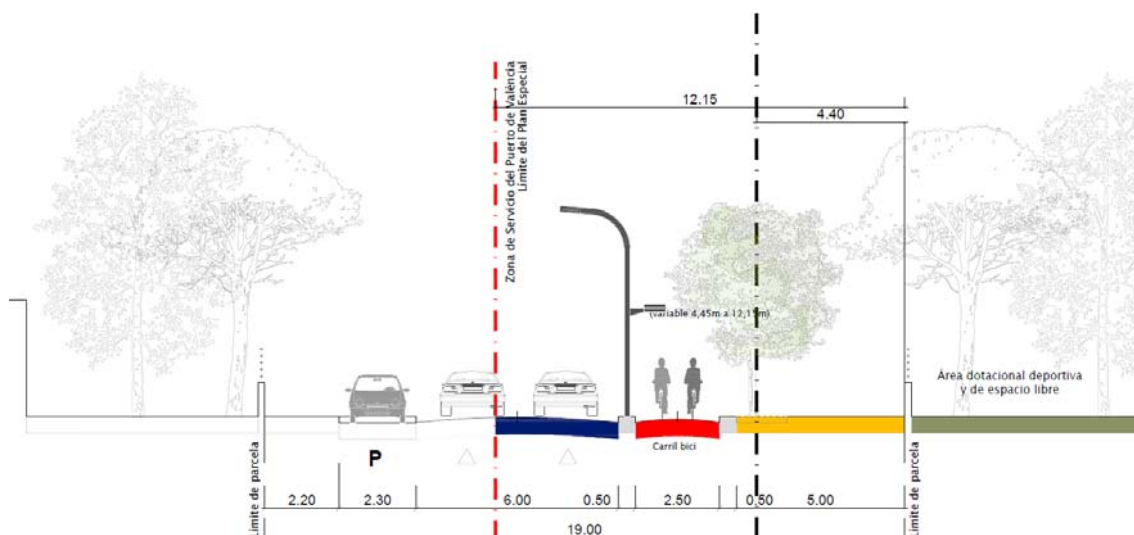 12.15
4.40
Zona de Servicio del Puerto de València
Límite del Plan Especial
(variable 4,45m a 12,15m)
Área dotacional deportiva
y de espacio libre
Carril bici
P
Límite de parcela
Límite de parcela
2.20
2.30
6.00
0.50
2.50
0.50
5.00
19.00